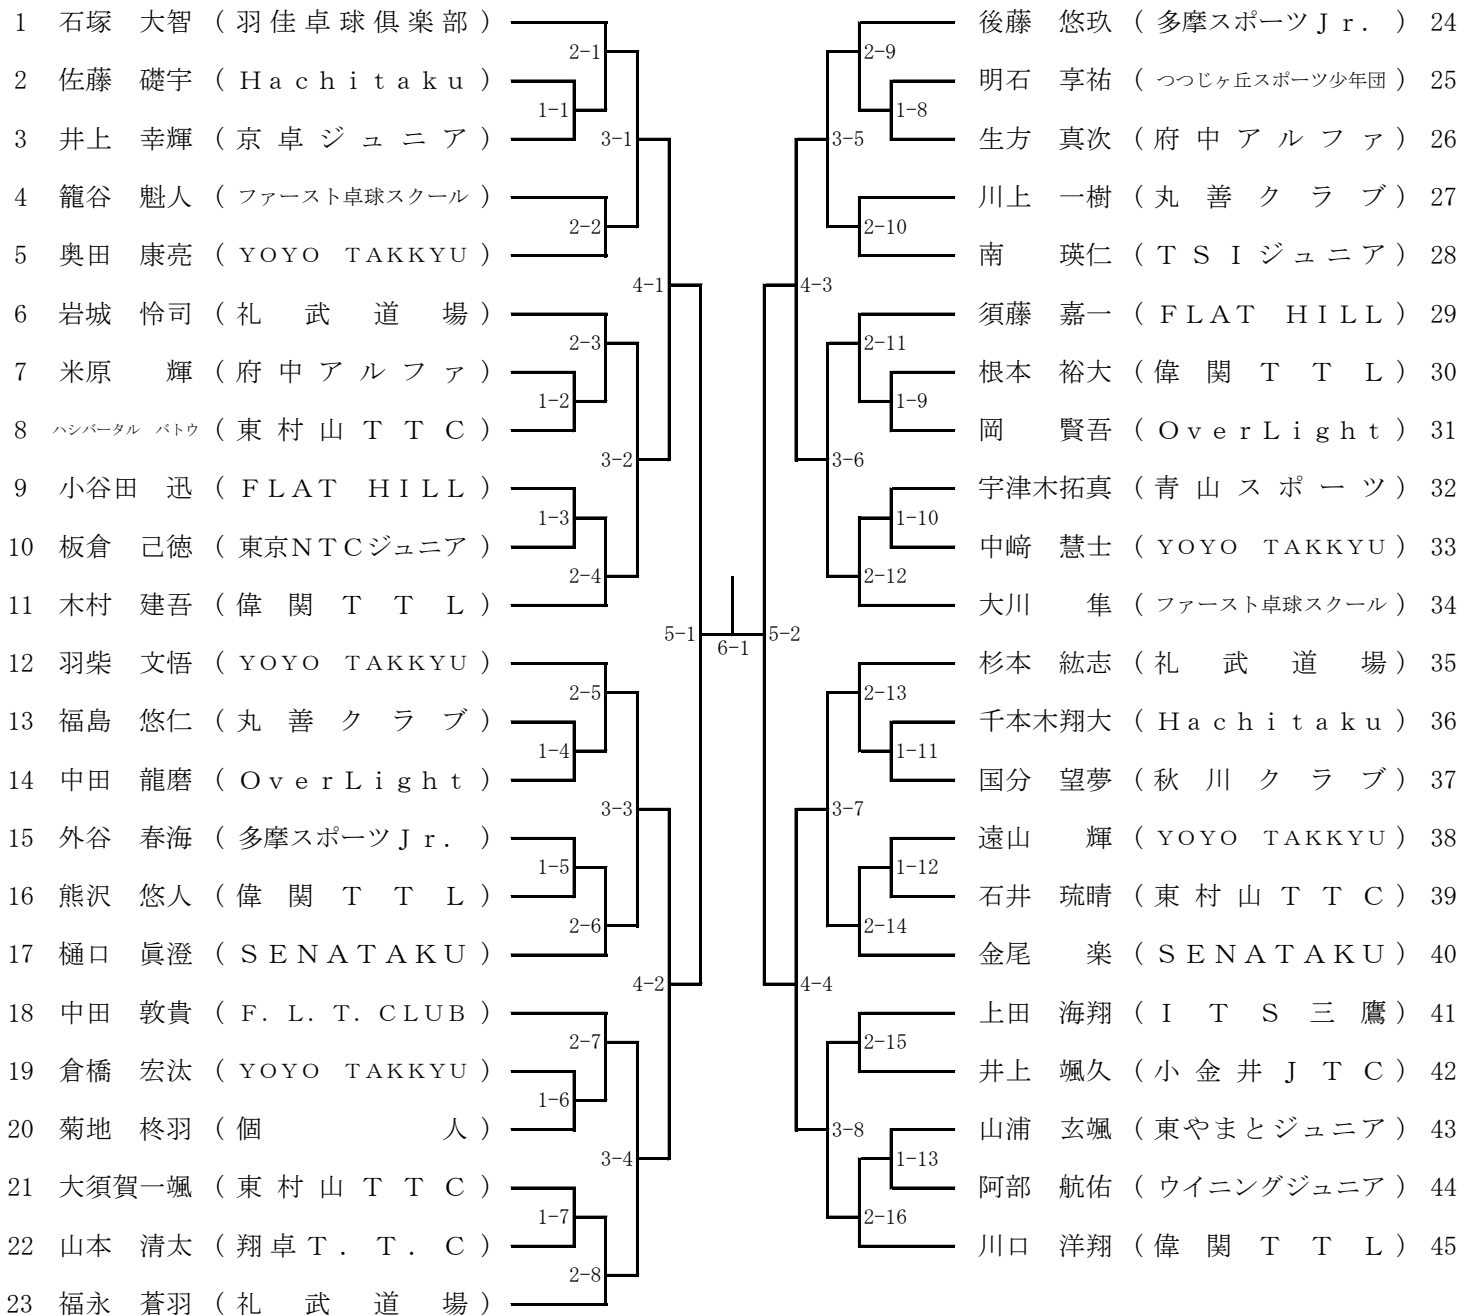 1 石塚 大智 (羽佳卓球倶楽部)
2 佐藤 礎宇 (Hachitaku)
3 井上 幸輝 (京卓ジュニア)
4 籠谷 魁人 (ファースト卓球スクール)
5 奥田 康亮 (YOYO TAKKYU)
6 岩城 怜司 (礼武道場)
7 米原 輝 (府中アルファ)
8 ハシバータル バトウ (東村山TTC)
9 小谷田 迅 (FLAT HILL)
10 板倉 己徳 (東京NTCジュニア)
11 木村 建吾 (偉関TTL)
12 羽柴 文悟 (YOYO TAKKYU)
13 福島 悠仁 (丸善クラブ)
14 中田 龍磨 (OverLight)
15 外谷 春海 (多摩スポーツJr.)
16 熊沢 悠人 (偉関TTL)
17 樋口 眞澄 (SENATAKU)
18 中田 敦貴 (F.L.T.CLUB)
19 倉橋 宏汰 (YOYO TAKKYU)
20 菊地 柊羽 (個人)
21 大須賀一颯 (東村山TTC)
22 山本 清太 (翔卓T.T.C)
23 福永 蒼羽 (礼武道場)
2-1
1-1
3-1
2-2
4-1
2-3
1-2
3-2
1-3
2-4
5-1
2-5
1-4
3-3
1-5
2-6
4-2
2-7
1-6
3-4
1-7
2-8
6-1
2-9
1-8
3-5
2-10
4-3
2-11
1-9
3-6
1-10
2-12
5-2
2-13
1-11
3-7
1-12
2-14
4-4
2-15
3-8
1-13
2-16
後藤 悠玖 (多摩スポーツJr.) 24
明石 享祐 (つつじヶ丘スポーツ少年団) 25
生方 真次 (府中アルファ) 26
川上 一樹 (丸善クラブ) 27
南 瑛仁 (TSIジュニア) 28
須藤 嘉一 (FLAT HILL) 29
根本 裕大 (偉関TTL) 30
岡 賢吾 (OverLight) 31
宇津木拓真 (青山スポーツ) 32
中﨑 慧士 (YOYO TAKKYU) 33
大川 隼 (ファースト卓球スクール) 34
杉本 紘志 (礼武道場) 35
千本木翔大 (Hachitaku) 36
国分 望夢 (秋川クラブ) 37
遠山 輝 (YOYO TAKKYU) 38
石井 琉晴 (東村山TTC) 39
金尾 楽 (SENATAKU) 40
上田 海翔 (ITS三鷹) 41
井上 颯久 (小金井JTC) 42
山浦 玄颯 (東やまとジュニア) 43
阿部 航佑 (ウイニングジュニア) 44
川口 洋翔 (偉関TTL) 45